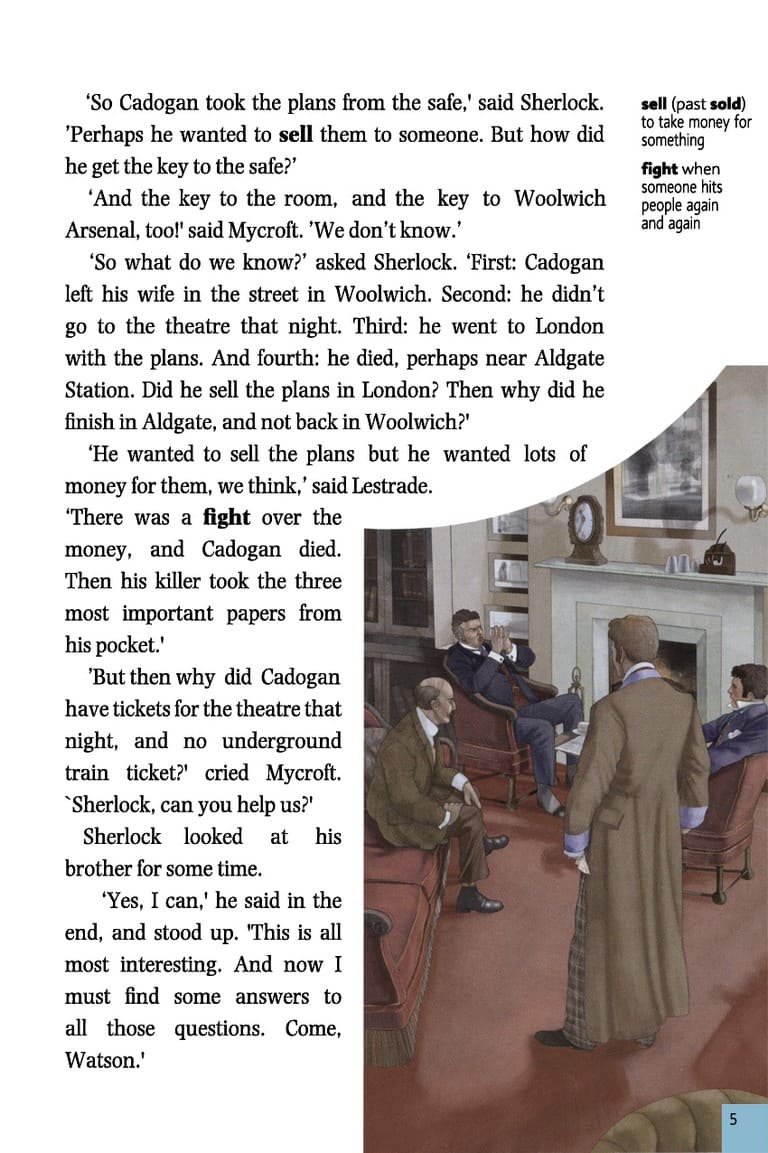 ‘So Cadogan took the plans from the safe,' said Sherlock.
’Perhaps he wanted to sell them to someone. But how did
he get the key to the safe?’
‘And the key to the room, and the key to Woolwich
Arsenal, too!' said Mycroft. ’We don’t know.’
‘So what do we know?’ asked Sherlock. ‘First: Cadogan
left his wife in the street in Woolwich. Second: he didn’t
go to the theatre that night. Third: he went to London
with the plans. And fourth: he died, perhaps near Aldgate
Station. Did he sell the plans in London? Then why did he
finish in Aldgate, and not back in Woolwich?'
‘He wanted to sell the plans but he wanted lots of
money for them, we think,’ said Lestrade.
‘There was a fight over the
money, and Cadogan died.
Then his killer took the three
most important papers from
his pocket.'
’But then why did Cadogan
have tickets for the theatre that
night, and no underground
train ticket?' cried Mycroft.
`Sherlock, can you help us?'
Sherlock looked at his
brother for some time.
‘Yes, I can,' he said in the
end, and stood up. 'This is all
most interesting. And now I
must find some answers to
all those questions. Come,
Watson.'
sell (past sold)
to take money for
something
fight when
someone hits
people again
and again
5